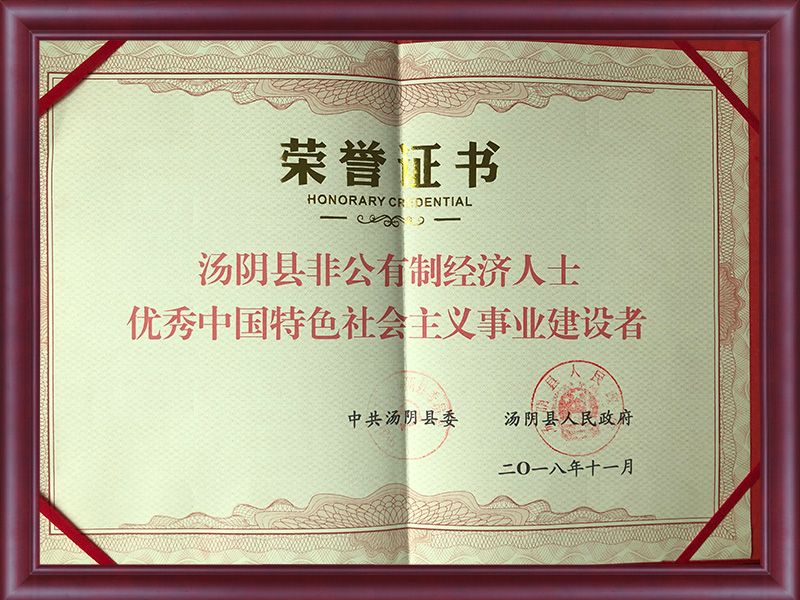 荣誉证书
HONORARY CREDENTIAL
汤阴县非公有制经济人士
优秀中国特色社会主义事业建设者
中共汤阴县委
汤阴县人民政府
二〇一八年十一月